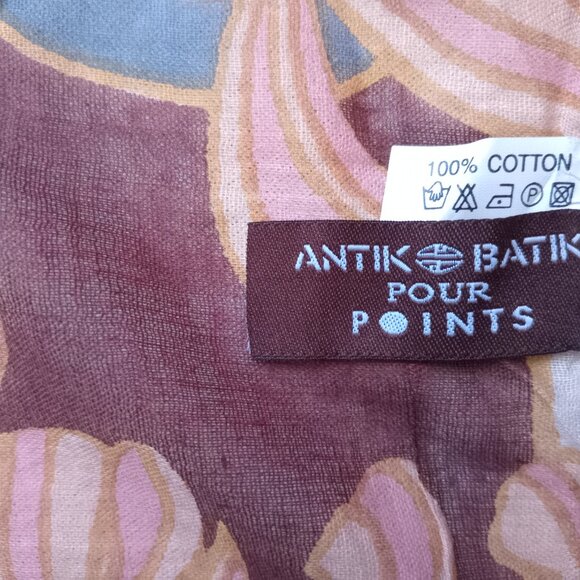 100% COTTON
P
ANTIK BATIK
POUR
POINTS